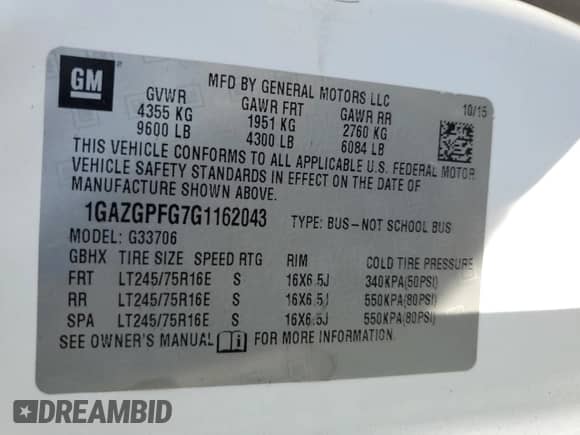 GM
MFD BY GENERAL MOTORS LLC
GVWR GAWR FRT GAWR RR 10/15
4355 KG 1951 KG 2760 KG
9600 LB 4300 LB 6084 LB
THIS VEHICLE CONFORMS TO ALL APPLICABLE U.S. FEDERAL MOTOR
VEHICLE SAFETY STANDARDS IN EFFECT ON THE DATE OF
MANUFACTURE SHOWN ABOVE.
1GAZGPFG7G1162043 TYPE: BUS-NOT SCHOOL BUS
MODEL: G33706
GBHX TIRE SIZE SPEED RTG RIM COLD TIRE PRESSURE
FRT LT245/75R16E S 16X6.5J 340KPA(50PSI)
RR LT245/75R16E S 16X6.5J 550KPA(80PSI)
SPA LT245/75R16E S 16X6.5J 550KPA(80PSI)
SEE OWNER'S MANUAL FOR MORE INFORMATION.
DREAMBID